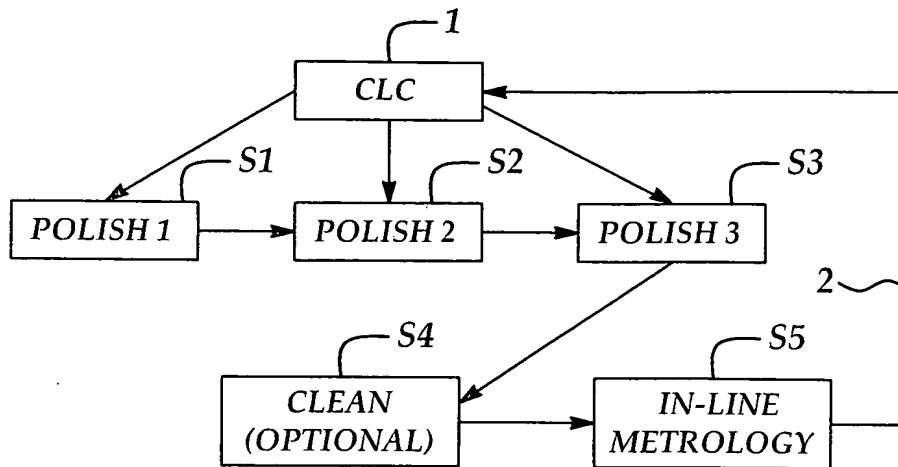 1
CLC
S1
S2
S3
POLISH 1
POLISH 2
POLISH 3
2
S4
S5
CLEAN
(OPTIONAL)
IN-LINE
METROLOGY